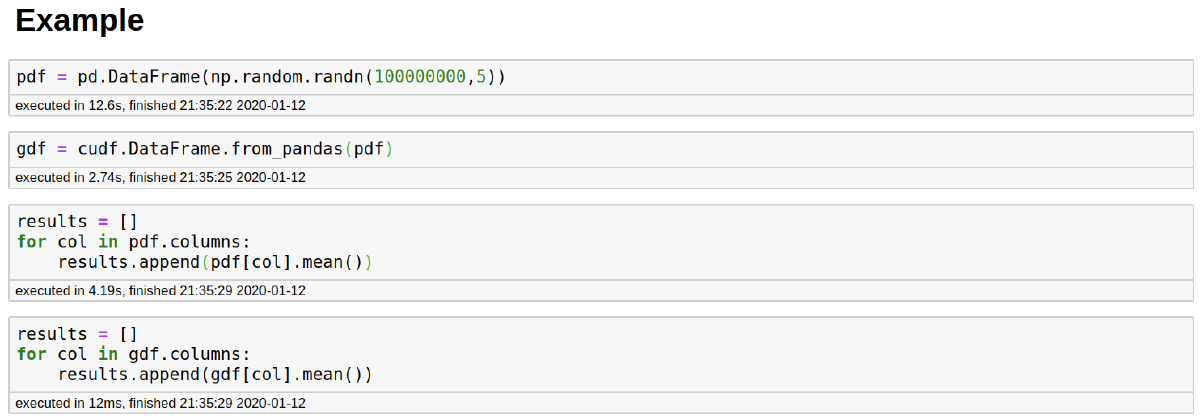 Example
pdf = pd.DataFrame(np.random.randn(100000000,5))
executed in 12.6s, finished 21:35:22 2020-01-12
gdf = cudf.DataFrame.from_pandas(pdf)
executed in 2.74s, finished 21:35:25 2020-01-12
results = []
for col in pdf.columns:
    results.append(pdf[col].mean())
executed in 4.19s, finished 21:35:29 2020-01-12
results = []
for col in gdf.columns:
    results.append(gdf[col].mean())
executed in 12ms, finished 21:35:29 2020-01-12